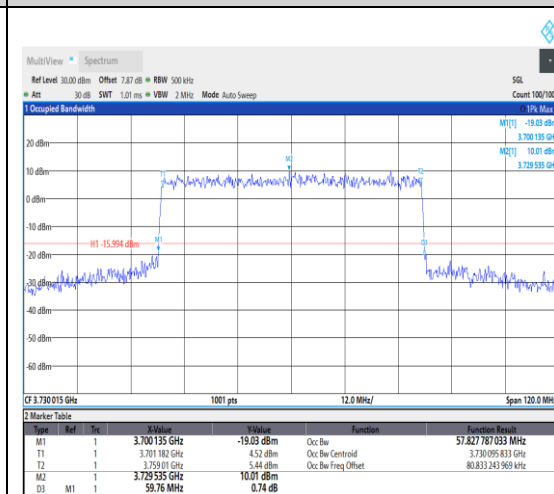 MultiView Spectrum
Ref Level 30.00 dBm Offset 7.87 dB RBW 500 kHz SGL
Att 30 dB SWT 1.01 ms VBW 2 MHz Mode Auto Sweep Count 100/100
1 Occupied Bandwidth 1Pk Max
M1[1] -19.03 dBm
3.700 135 GHz
M2[1] 10.01 dBm
3.729 535 GHz
20 dBm
M2
10 dBm
T1
T2
0 dBm
-10 dBm
H1 -15.994 dBm
M1
D3
-20 dBm
-30 dBm
-40 dBm
-50 dBm
-60 dBm
CF 3.730 015 GHz 1001 pts 12.0 MHz/ Span 120.0 MHz
2 Marker Table
Type Ref Trc X-Value Y-Value Function Function Result
M1 1 3.700 135 GHz -19.03 dBm Occ Bw 57.827 787 033 MHz
T1 1 3.701 182 GHz 4.52 dBm Occ Bw Centroid 3.730 095 833 GHz
T2 1 3.759 01 GHz 5.44 dBm Occ Bw Freq Offset 80.833 243 969 kHz
M2 1 3.729 535 GHz 10.01 dBm
D3 M1 1 59.76 MHz 0.74 dB